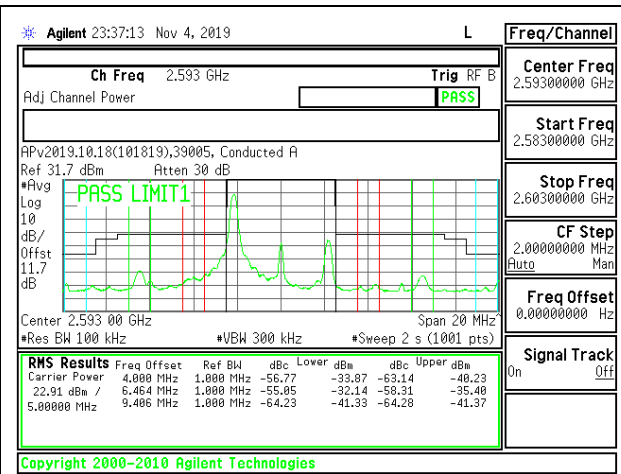 Agilent 23:37:13 Nov 4, 2019 L
Freq/Channel
Ch Freq 2.593 GHz Trig RF B
Adj Channel Power PASS
APv2019.10.18(101819),39005, Conducted A
Ref 31.7 dBm Atten 30 dB
#Avg
Log
10
dB/
Offst
11.7
dB
PASS LIMIT1
Center 2.593 00 GHz Span 20 MHz^
#Res BW 100 kHz #VBW 300 kHz #Sweep 2 s (1001 pts)
RMS Results Freq Offset Ref BW dBc Lower dBm dBc Upper dBm
Carrier Power 4.000 MHz 1.000 MHz -56.77 -33.87 -63.14 -40.23
22.91 dBm / 6.464 MHz 1.000 MHz -55.05 -32.14 -58.31 -35.40
5.00000 MHz 9.406 MHz 1.000 MHz -64.23 -41.33 -64.28 -41.37
Center Freq
2.59300000 GHz
Start Freq
2.58300000 GHz
Stop Freq
2.60300000 GHz
CF Step
2.00000000 MHz
Auto Man
Freq Offset
0.00000000 Hz
Signal Track
On Off
Copyright 2000-2010 Agilent Technologies